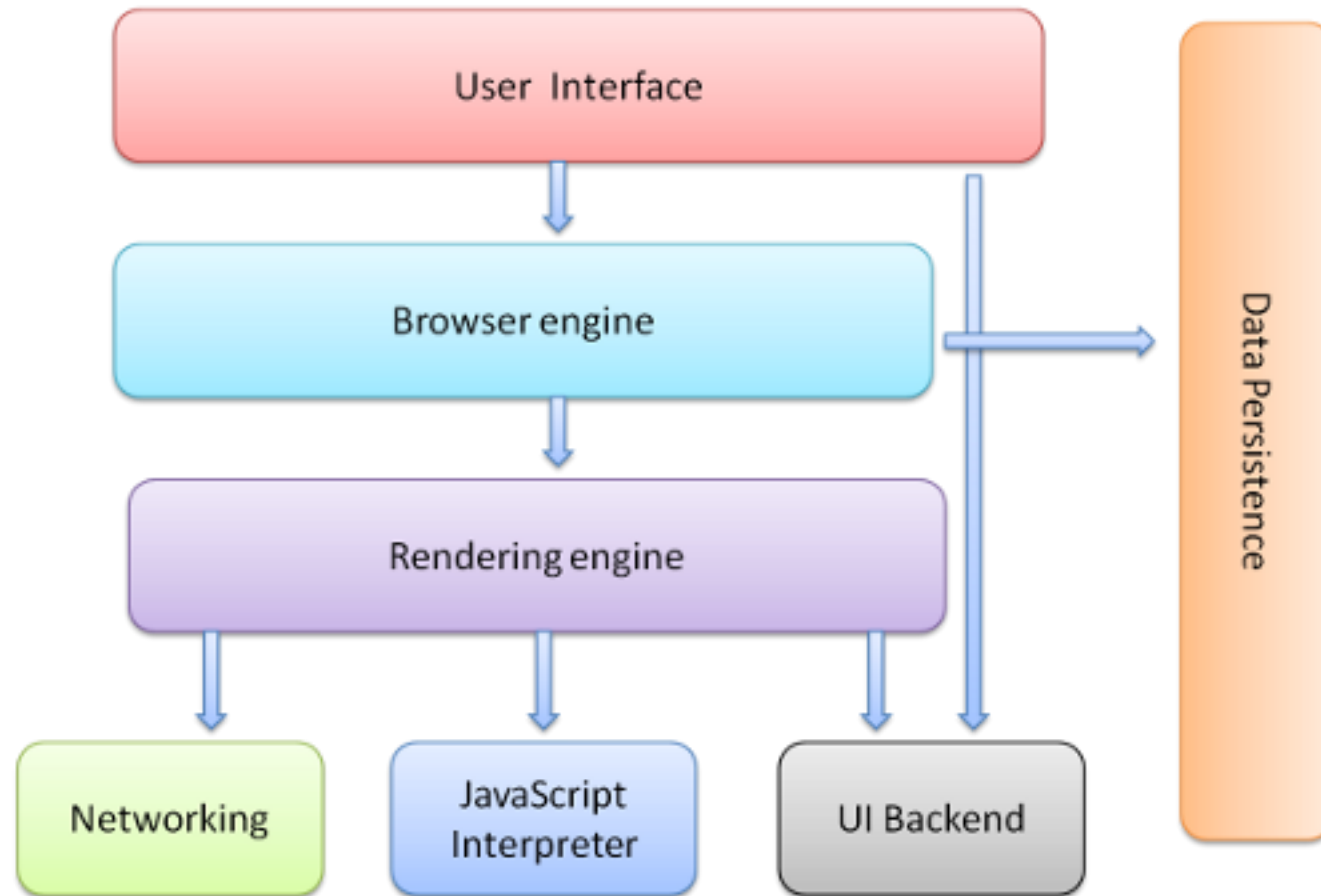 User Interface
Browser engine
Data Persistence
Rendering engine
Networking
JavaScript
Interpreter
UI Backend